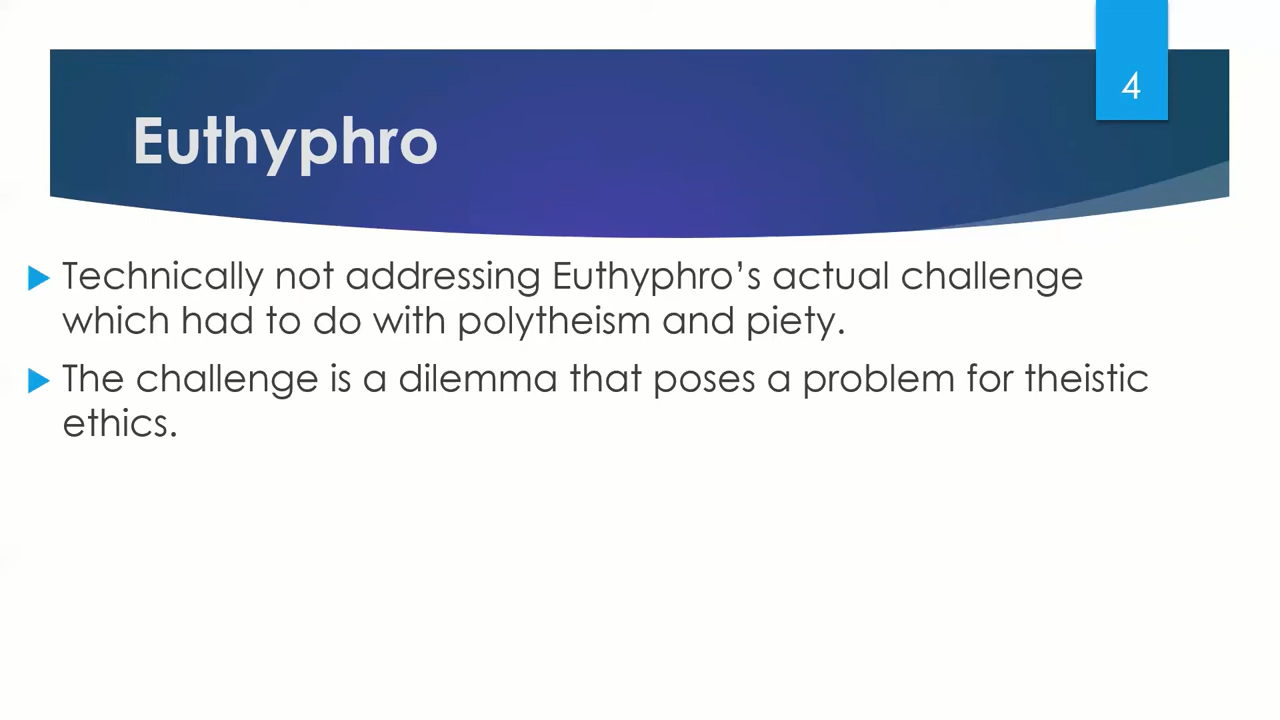 4
Euthyphro
Technically not addressing Euthyphro’s actual challenge
which had to do with polytheism and piety.
The challenge is a dilemma that poses a problem for theistic
ethics.